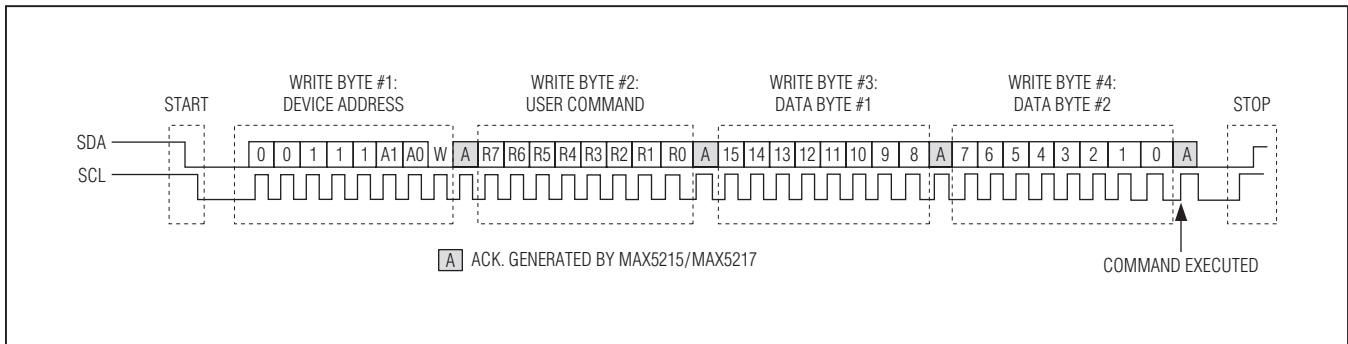 WRITE BYTE #1:
DEVICE ADDRESS
WRITE BYTE #2:
USER COMMAND
WRITE BYTE #3:
DATA BYTE #1
WRITE BYTE #4:
DATA BYTE #2
START
STOP
SDA
0 0 1 1 1 A1 A0 W A R7 R6 R5 R4 R3 R2 R1 R0 A 15 14 13 12 11 10 9 8 A 7 6 5 4 3 2 1 0 A
SCL
A ACK. GENERATED BY MAX5215/MAX5217
COMMAND EXECUTED